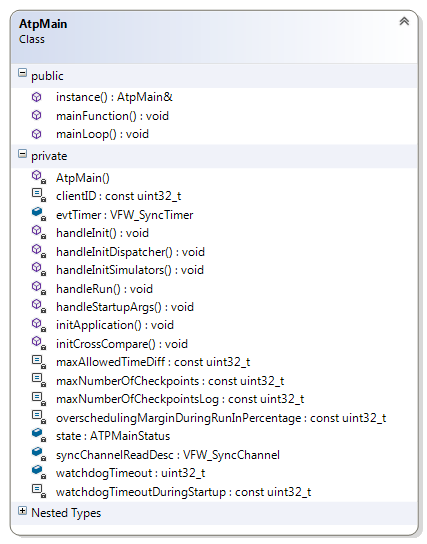 AtpMain
Class
public
instance() : AtpMain&
mainFunction() : void
mainLoop() : void
private
AtpMain()
clientID : const uint32_t
evtTimer : VFW_SyncTimer
handleInit() : void
handleInitDispatcher() : void
handleInitSimulators() : void
handleRun() : void
handleStartupArgs() : void
initApplication() : void
initCrossCompare() : void
maxAllowedTimeDiff : const uint32_t
maxNumberOfCheckpoints : const uint32_t
maxNumberOfCheckpointsLog : const uint32_t
overschedulingMarginDuringRunInPercentage : const uint32_t
state : ATPMainStatus
syncChannelReadDesc : VFW_SyncChannel
watchdogTimeout : uint32_t
watchdogTimeoutDuringStartup : const uint32_t
Nested Types